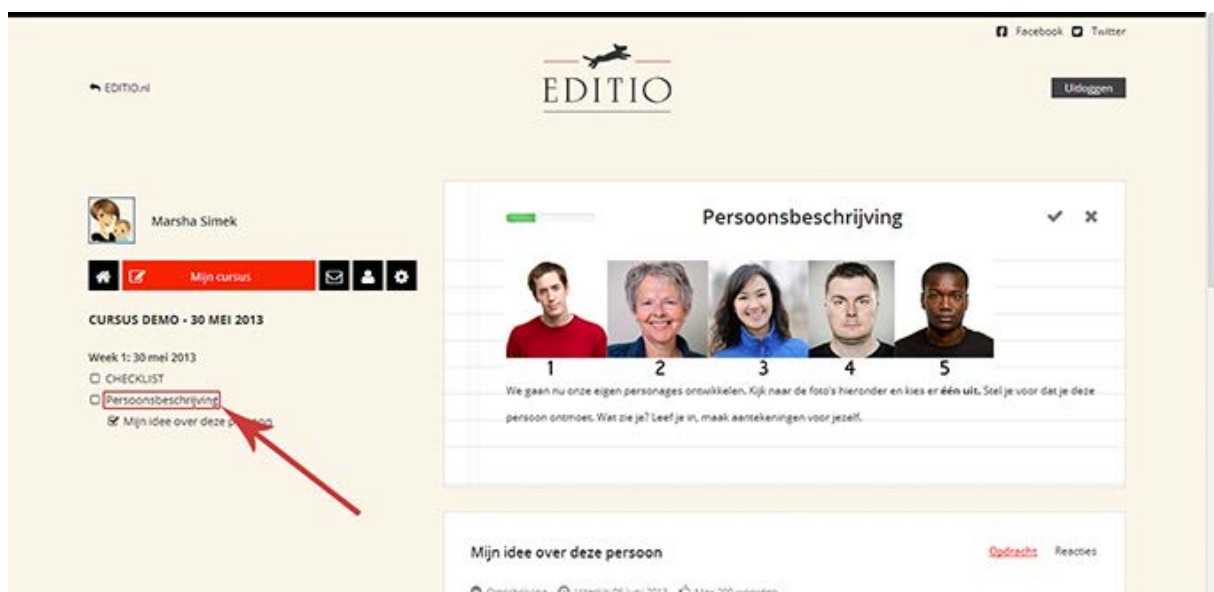 Facebook Twitter
EDITIO.nl
EDITIO
Uitloggen
Marsha Simek
Mijn cursus
CURSUS DEMO - 30 MEI 2013
Week 1: 30 mei 2013
CHECKLIST
Persoonsbeschrijving
Mijn idee over deze
Persoonsbeschrijving
1 2 3 4 5
We gaan nu onze eigen personages ontwikkelen. Kijk naar de foto's hieronder en kies er één uit. Stel je voor dat je deze
persoon ontmoet. Wat zie je? Leef je in, maak aantekeningen voor jezelf.
Mijn idee over deze persoon
Opdracht Reacties